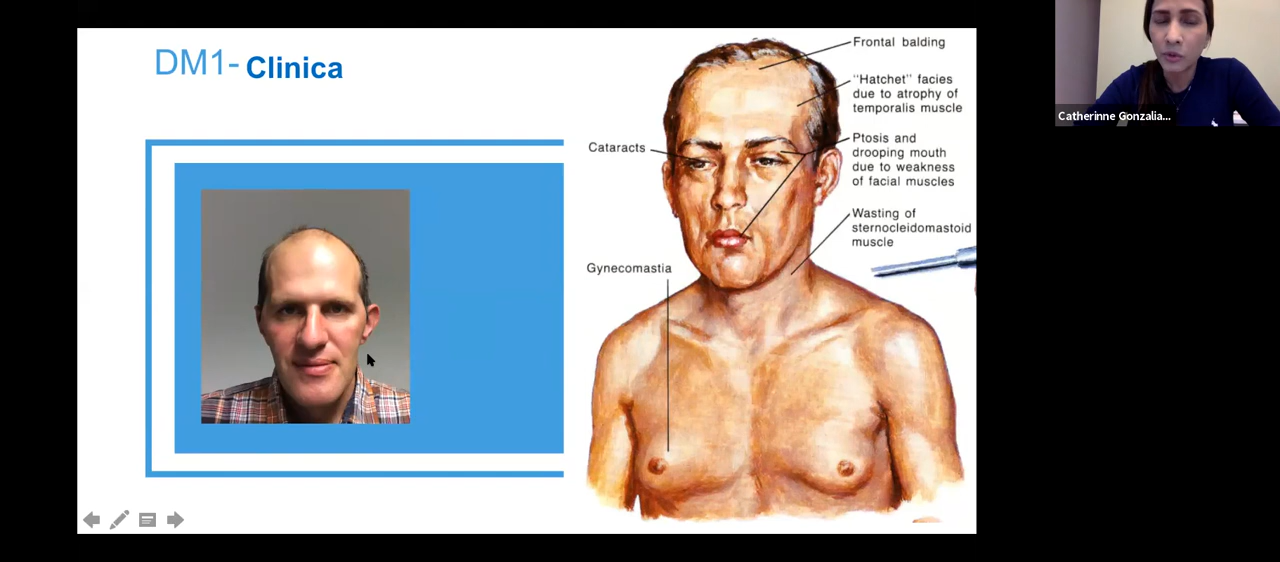 DM1- Clinica
Frontal balding
"Hatchet" facies
due to atrophy of
temporalis muscle
Cataracts
Ptosis and
drooping mouth
due to weakness
of facial muscles
Wasting of
sternocleidomastoid
muscle
Gynecomastia
Catherinne Gonzalia...